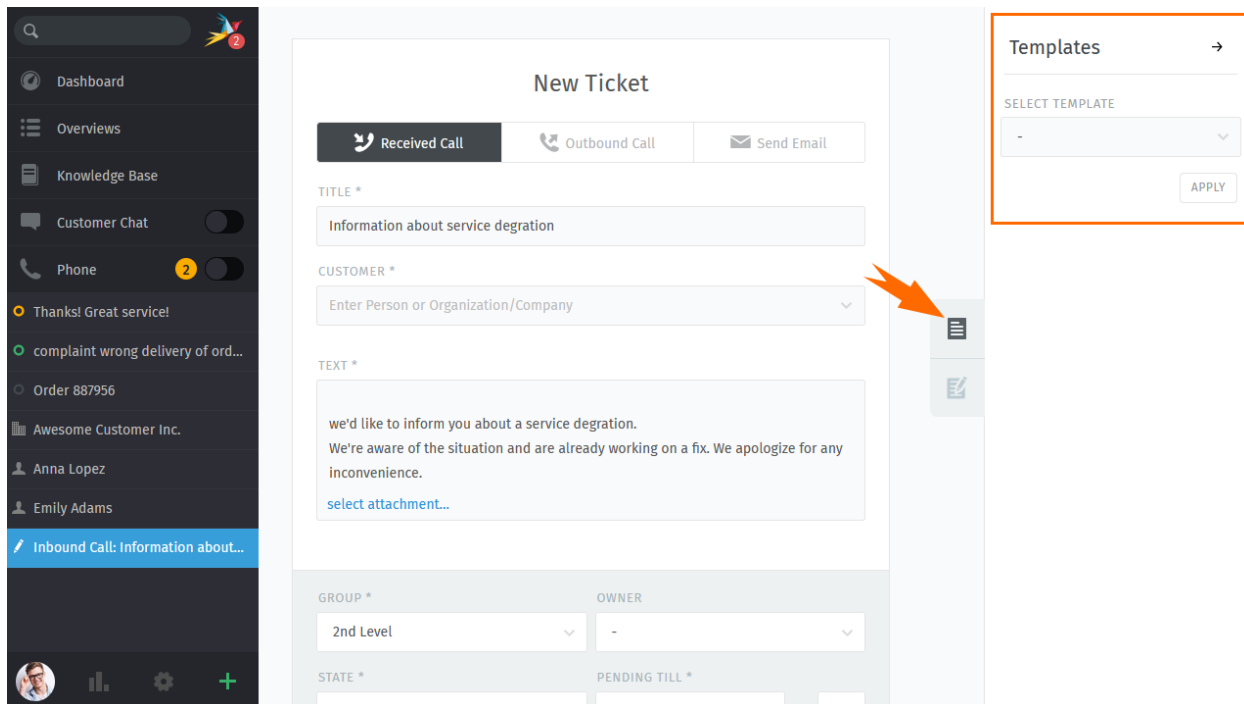 2
Dashboard
Overviews
Knowledge Base
Customer Chat
Phone
2
Thanks! Great service!
complaint wrong delivery of ord...
Order 887956
Awesome Customer Inc.
Anna Lopez
Emily Adams
Inbound Call: Information about...
New Ticket
Received Call
Outbound Call
Send Email
TITLE *
Information about service degration
CUSTOMER *
Enter Person or Organization/Company
TEXT *
we'd like to inform you about a service degration.
We're aware of the situation and are already working on a fix. We apologize for any
inconvenience.
select attachment...
GROUP *
OWNER
2nd Level
-
STATE *
PENDING TILL *
Templates
SELECT TEMPLATE
-
APPLY